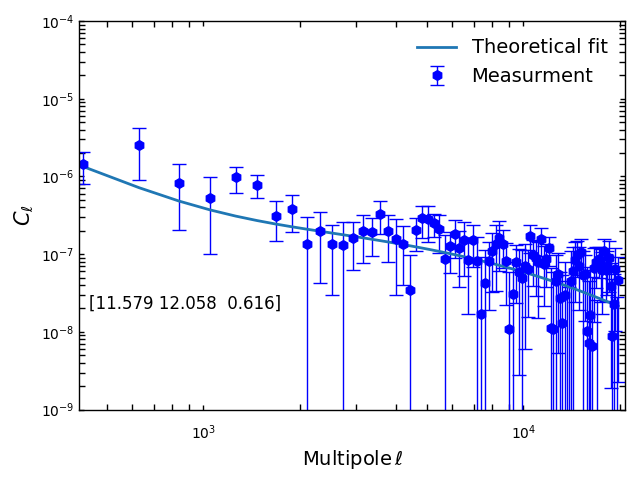 10⁻⁴
Theoretical fit
Measurment
10⁻⁵
10⁻⁶
10⁻⁷
[11.579 12.058 0.616]
10⁻⁸
10⁻⁹
10³
10⁴
Multipole ℓ
C_ℓ